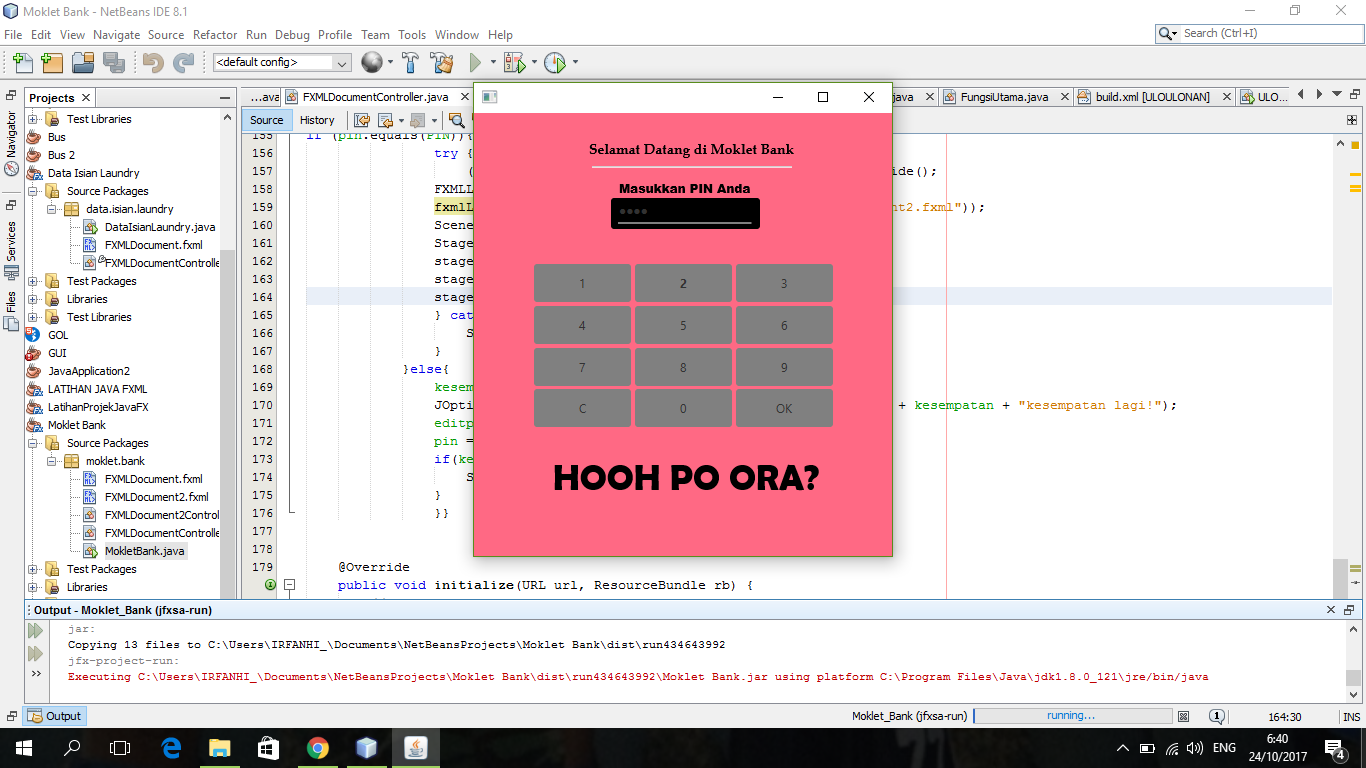 Moklet Bank - NetBeans IDE 8.1
File Edit View Navigate Source Refactor Run Debug Profile Team Tools Window Help
Search (Ctrl+I)
<default config>
Projects
...ava
FXMLDocumentController.java
java
FungsiUtama.java
build.xml [ULOULONAN]
ULO...
Source History
Navigator
Services
Files
Test Libraries
Bus
Bus 2
Data Isian Laundry
Source Packages
data.isian.laundry
DataIsianLaundry.java
FXMLDocument.fxml
FXMLDocumentControlle
Test Packages
Libraries
Test Libraries
GOL
GUI
JavaApplication2
LATIHAN JAVA FXML
LatihanProjekJavaFX
Moklet Bank
Source Packages
moklet.bank
FXMLDocument.fxml
FXMLDocument2.fxml
FXMLDocument2Control
FXMLDocumentControlle
MokletBank.java
Test Packages
Libraries
155 if (pin.equals(PIN)){
156 try {
157 ( ide();
158 FXMLL
159 fxmlL nt2.fxml"));
160 Scene
161 Stage
162 stage
163 stage
164 stage
165 } cat
166 S
167 }
168 }else{
169 kesem
170 JOpti + kesempatan + "kesempatan lagi!");
171 editp
172 pin =
173 if(ke
174 S
175 }
176 }}
177
178
179 @Override
public void initialize(URL url, ResourceBundle rb) {
Selamat Datang di Moklet Bank
Masukkan PIN Anda
1 2 3
4 5 6
7 8 9
C 0 OK
HOOH PO ORA?
Output - Moklet_Bank (jfxsa-run)
jar:
Copying 13 files to C:\Users\IRFANHI_\Documents\NetBeansProjects\Moklet Bank\dist\run434643992
jfx-project-run:
Executing C:\Users\IRFANHI_\Documents\NetBeansProjects\Moklet Bank\dist\run434643992\Moklet Bank.jar using platform C:\Program Files\Java\jdk1.8.0_121\jre/bin/java
Output
Moklet_Bank (jfxsa-run)
running...
1
164:30
INS
ENG
6:40
24/10/2017
4